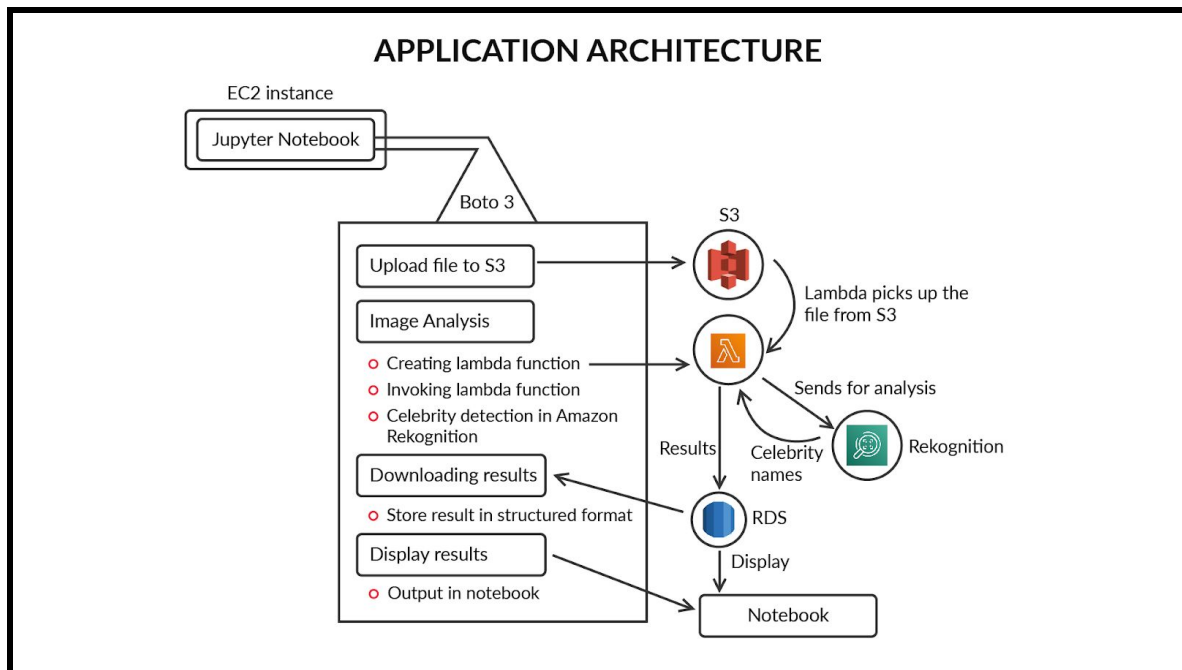 APPLICATION ARCHITECTURE
EC2 instance
Jupyter Notebook
Boto 3
Upload file to S3
Image Analysis
Creating lambda function
Invoking lambda function
Celebrity detection in Amazon
Rekognition
Downloading results
Store result in structured format
Display results
Output in notebook
S3
Lambda picks up the
file from S3
Sends for analysis
Rekognition
Celebrity
names
Results
RDS
Display
Notebook